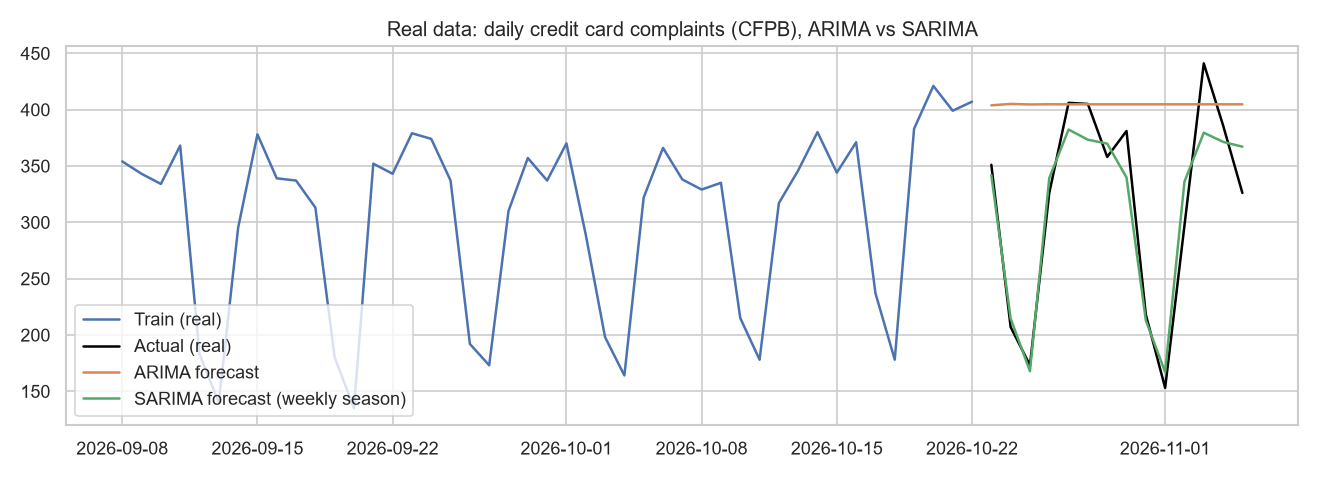 Real data: daily credit card complaints (CFPB), ARIMA vs SARIMA
450
400
350
300
250
200
150
Train (real)
Actual (real)
ARIMA forecast
SARIMA forecast (weekly season)
2026-09-08 2026-09-15 2026-09-22 2026-10-01 2026-10-08 2026-10-15 2026-10-22 2026-11-01